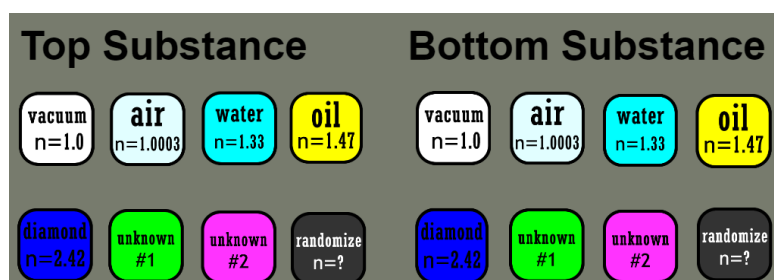 Top Substance Bottom Substance
vacuum air water oil vacuum air water oil
n=1.0 n=1.0003 n=1.33 n=1.47 n=1.0 n=1.0003 n=1.33 n=1.47
diamond unknown unknown randomize diamond unknown unknown randomize
n=2.42 #1 #2 n=? n=2.42 #1 #2 n=?